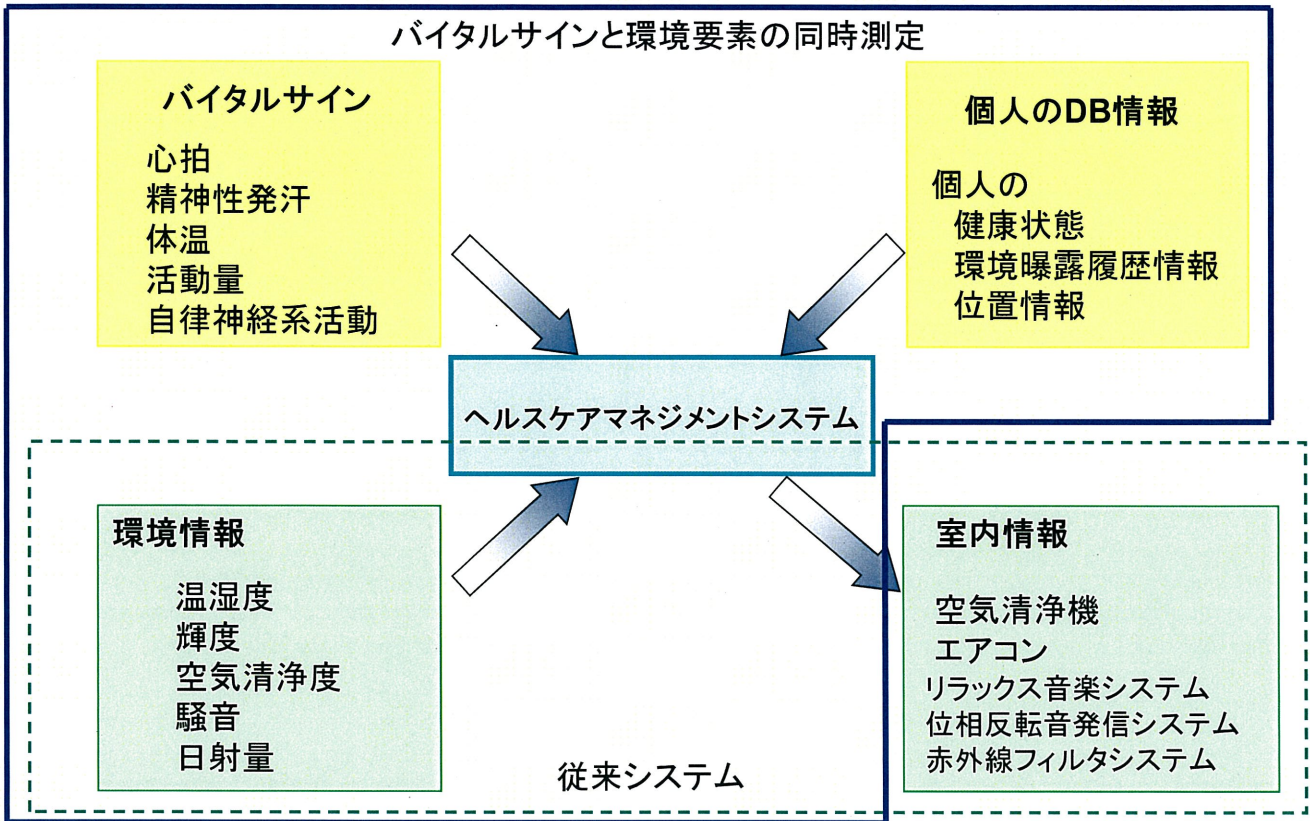 バイタルサインと環境要素の同時測定
バイタルサイン
心拍
精神性発汗
体温
活動量
自律神経系活動
個人のDB情報
個人の
健康状態
環境曝露履歴情報
位置情報
ヘルスケアマネジメントシステム
環境情報
温湿度
輝度
空気清浄度
騒音
日射量
従来システム
室内情報
空気清浄機
エアコン
リラックス音楽システム
位相反転音発信システム
赤外線フィルタシステム